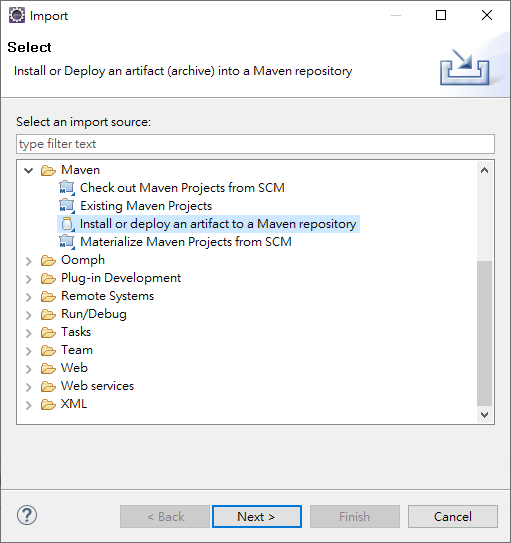 Import
Select
Install or Deploy an artifact (archive) into a Maven repository
Select an import source:
type filter text
Maven
Check out Maven Projects from SCM
Existing Maven Projects
Install or deploy an artifact to a Maven repository
Materialize Maven Projects from SCM
Oomph
Plug-in Development
Remote Systems
Run/Debug
Tasks
Team
Web
Web services
XML
< Back
Next >
Finish
Cancel